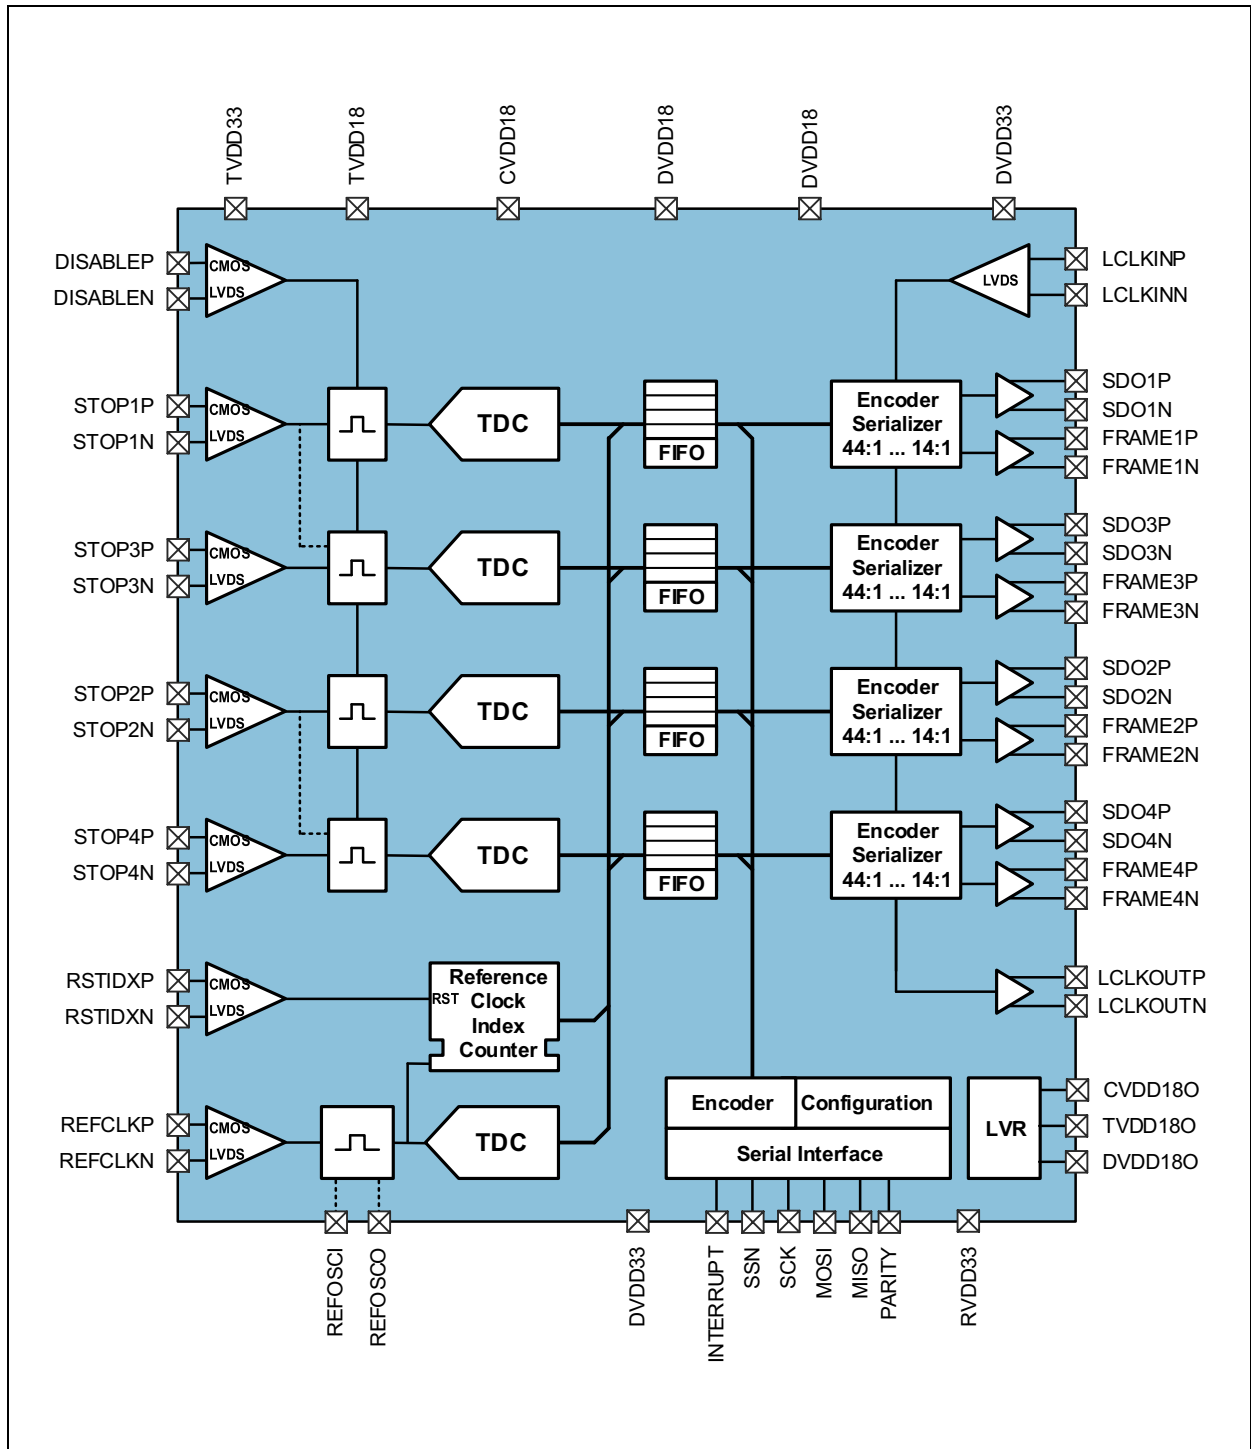 TVDD33
TVDD18
CVDD18
DVDD18
DVDD18
DVDD33
DISABLEP
DISABLEN
CMOS
LVDS
LVDS
LCLKINP
LCLKINN
STOP1P
STOP1N
CMOS
LVDS
TDC
FIFO
Encoder
Serializer
44:1 ... 14:1
SDO1P
SDO1N
FRAME1P
FRAME1N
STOP3P
STOP3N
CMOS
LVDS
TDC
FIFO
Encoder
Serializer
44:1 ... 14:1
SDO3P
SDO3N
FRAME3P
FRAME3N
STOP2P
STOP2N
CMOS
LVDS
TDC
FIFO
Encoder
Serializer
44:1 ... 14:1
SDO2P
SDO2N
FRAME2P
FRAME2N
STOP4P
STOP4N
CMOS
LVDS
TDC
FIFO
Encoder
Serializer
44:1 ... 14:1
SDO4P
SDO4N
FRAME4P
FRAME4N
RSTIDXP
RSTIDXN
CMOS
LVDS
RST
Reference
Clock
Index
Counter
LCLKOUTP
LCLKOUTN
REFCLKP
REFCLKN
CMOS
LVDS
TDC
Encoder
Configuration
Serial Interface
LVR
CVDD18O
TVDD18O
DVDD18O
REFOSCI
REFOSCO
DVDD33
INTERRUPT
SSN
SCK
MOSI
MISO
PARITY
RVDD33